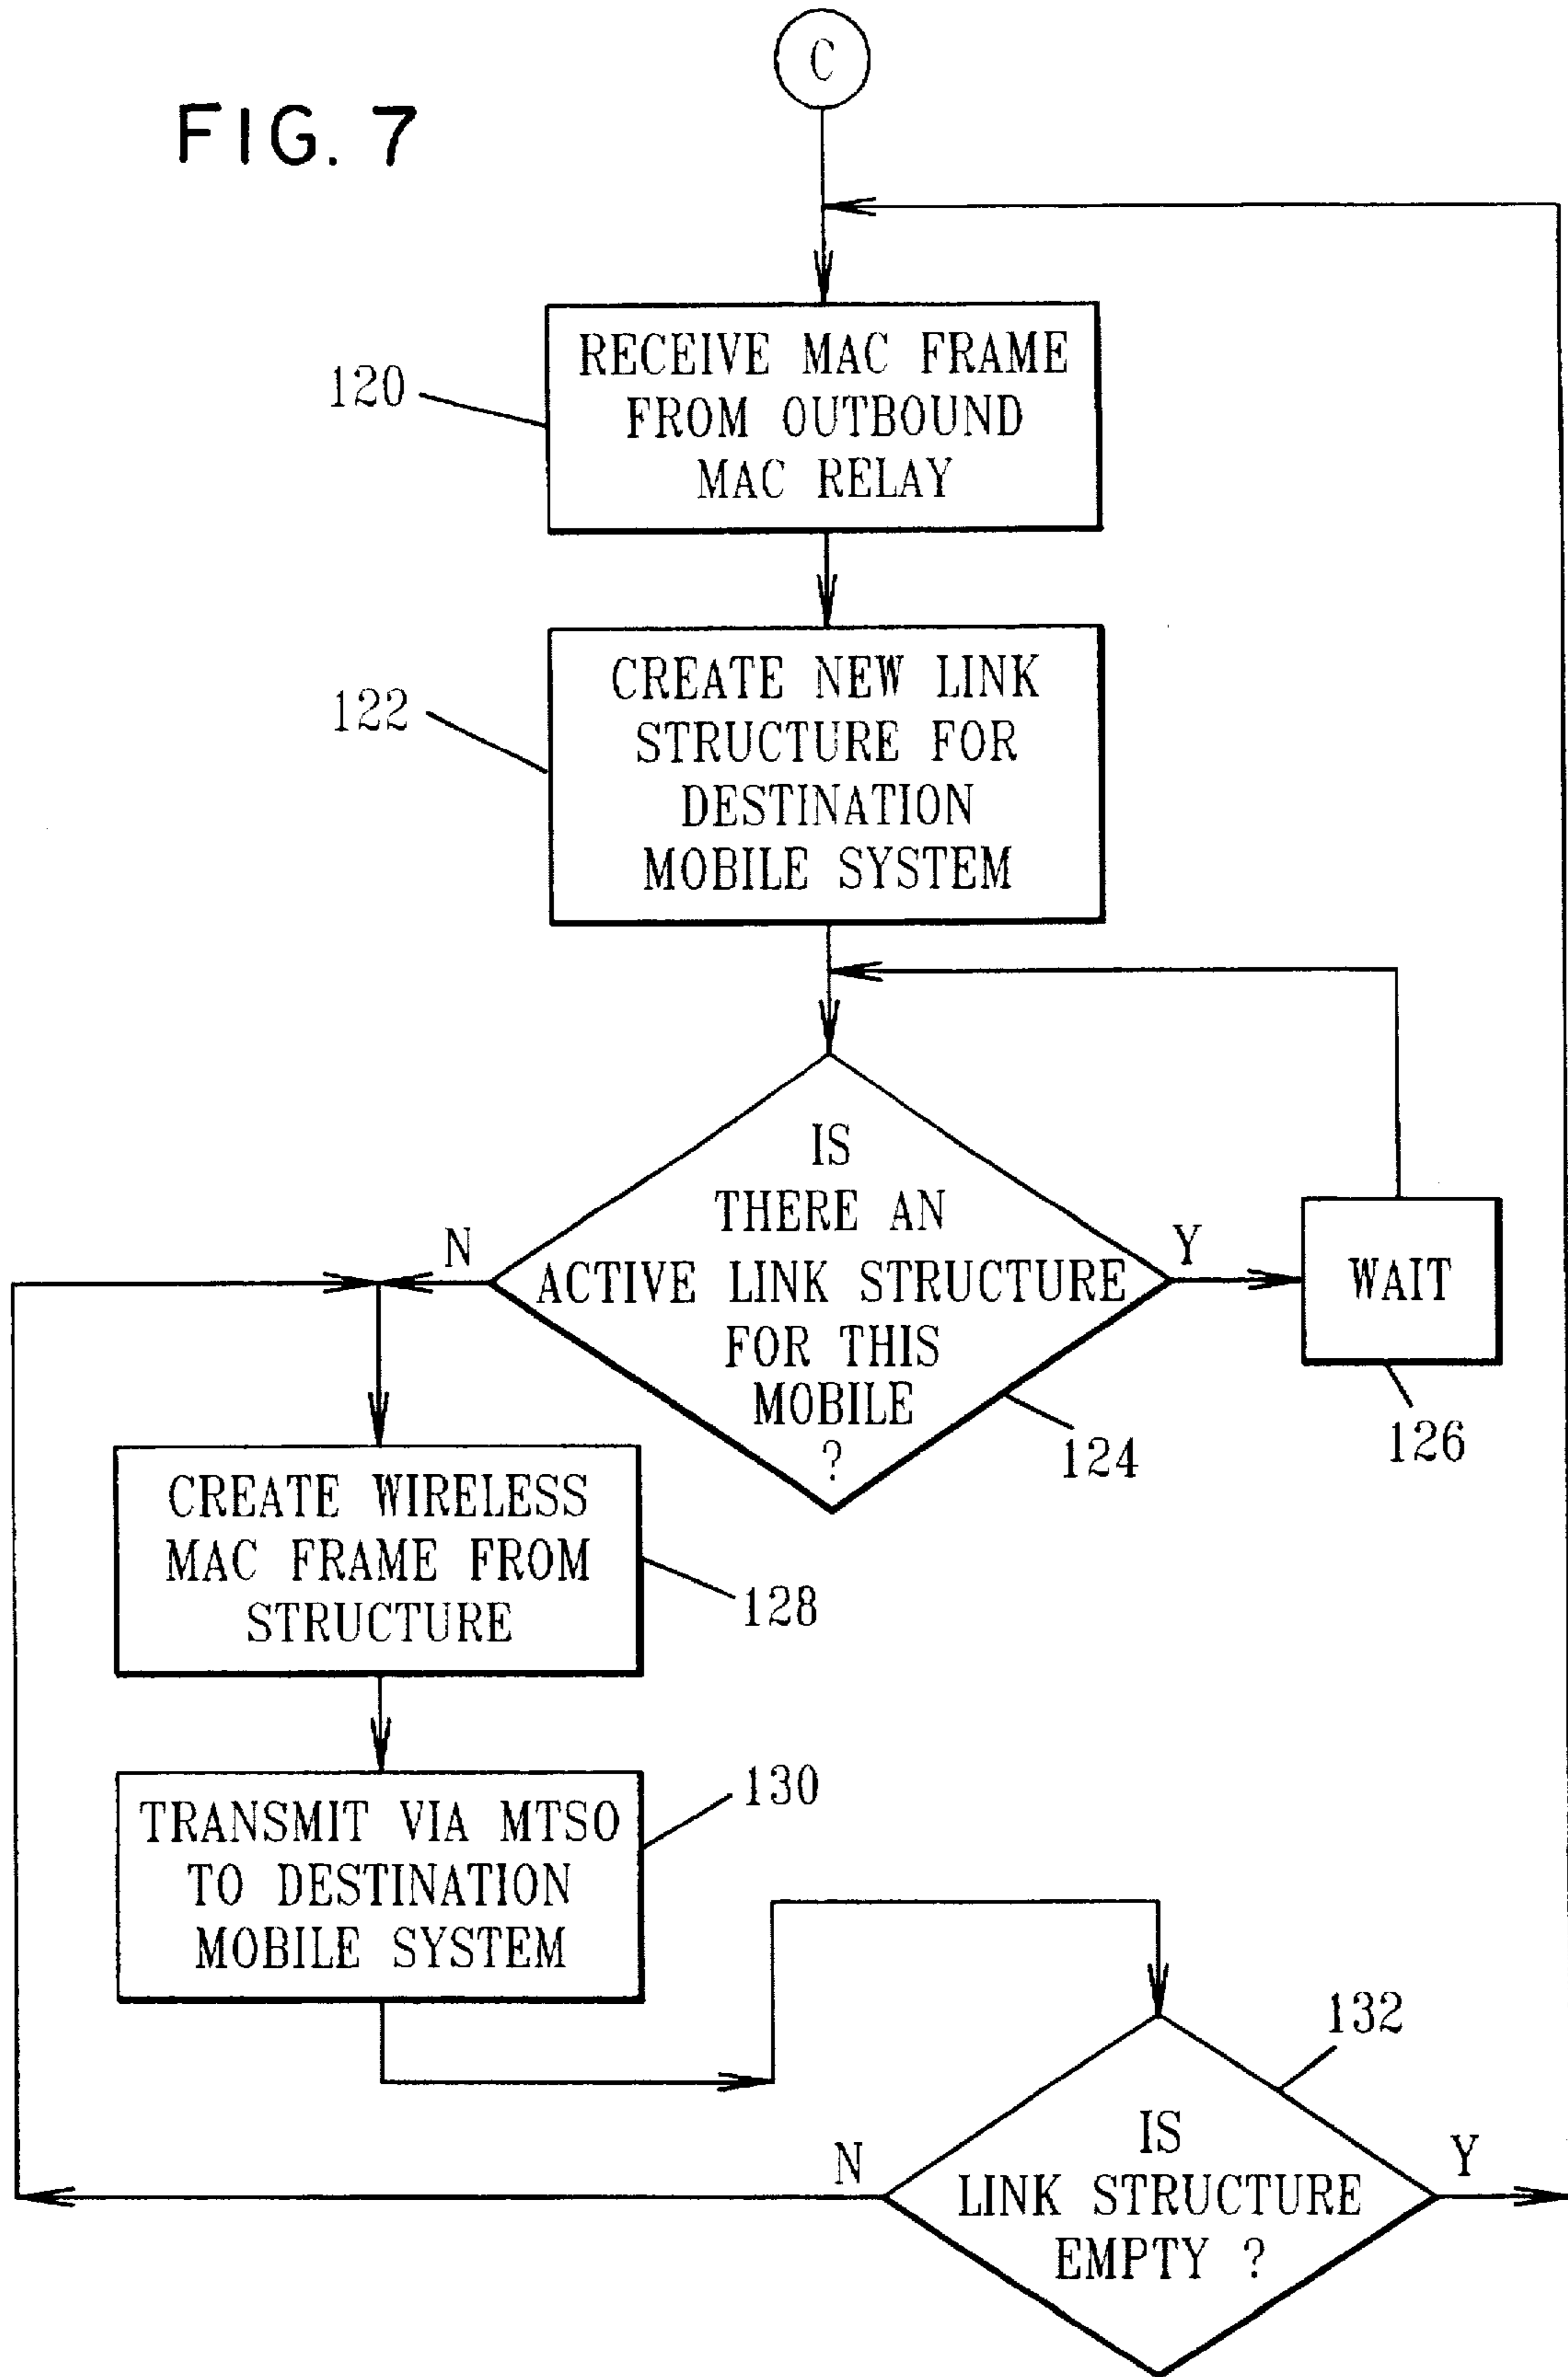 C
FIG. 7
RECEIVE MAC FRAME
FROM OUTBOUND
MAC RELAY
120
CREATE NEW LINK
STRUCTURE FOR
DESTINATION
MOBILE SYSTEM
122
IS
THERE AN
ACTIVE LINK STRUCTURE
FOR THIS
MOBILE
?
N
Y
WAIT
124
126
CREATE WIRELESS
MAC FRAME FROM
STRUCTURE
128
TRANSMIT VIA MTSO
TO DESTINATION
MOBILE SYSTEM
130
132
IS
LINK STRUCTURE
EMPTY ?
N
Y